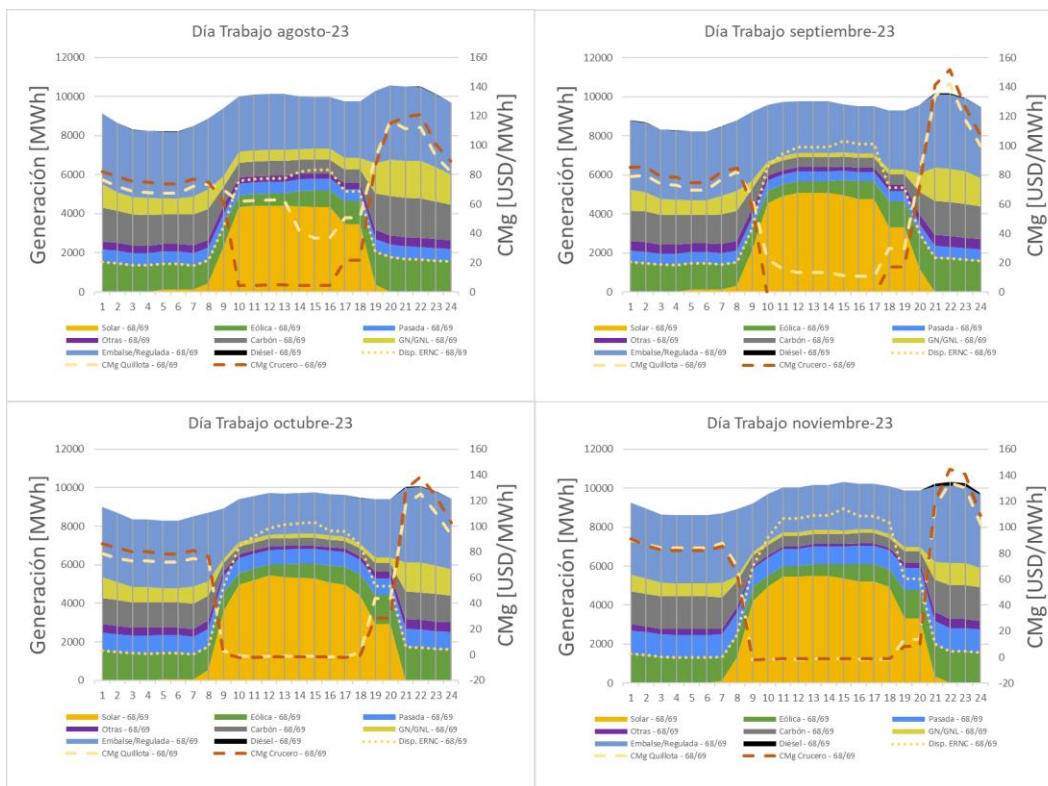 Día Trabajo agosto-23
Generación [MWh]
12000
10000
8000
6000
4000
2000
0
160
140
120
100
80
60
40
20
0
CMg [USD/MWh]
1 2 3 4 5 6 7 8 9 10 11 12 13 14 15 16 17 18 19 20 21 22 23 24
Solar - 68/69 Eólica - 68/69 Pasada - 68/69
Otras - 68/69 Carbón - 68/69 GN/GNL - 68/69
Embalse/Regulada - 68/69 Diésel - 68/69 Disp. ERNC - 68/69
CMg Quillota - 68/69 CMg Crucero - 68/69
Día Trabajo septiembre-23
Generación [MWh]
12000
10000
8000
6000
4000
2000
0
160
140
120
100
80
60
40
20
0
CMg [USD/MWh]
1 2 3 4 5 6 7 8 9 10 11 12 13 14 15 16 17 18 19 20 21 22 23 24
Solar - 68/69 Eólica - 68/69 Pasada - 68/69
Otras - 68/69 Carbón - 68/69 GN/GNL - 68/69
Embalse/Regulada - 68/69 Diésel - 68/69 Disp. ERNC - 68/69
CMg Quillota - 68/69 CMg Crucero - 68/69
Día Trabajo octubre-23
Generación [MWh]
12000
10000
8000
6000
4000
2000
0
160
140
120
100
80
60
40
20
0
-20
CMg [USD/MWh]
1 2 3 4 5 6 7 8 9 10 11 12 13 14 15 16 17 18 19 20 21 22 23 24
Solar - 68/69 Eólica - 68/69 Pasada - 68/69
Otras - 68/69 Carbón - 68/69 GN/GNL - 68/69
Embalse/Regulada - 68/69 Diésel - 68/69 Disp. ERNC - 68/69
CMg Quillota - 68/69 CMg Crucero - 68/69
Día Trabajo noviembre-23
Generación [MWh]
12000
10000
8000
6000
4000
2000
0
160
140
120
100
80
60
40
20
0
-20
CMg [USD/MWh]
1 2 3 4 5 6 7 8 9 10 11 12 13 14 15 16 17 18 19 20 21 22 23 24
Solar - 68/69 Eólica - 68/69 Pasada - 68/69
Otras - 68/69 Carbón - 68/69 GN/GNL - 68/69
Embalse/Regulada - 68/69 Diésel - 68/69 Disp. ERNC - 68/69
CMg Quillota - 68/69 CMg Crucero - 68/69